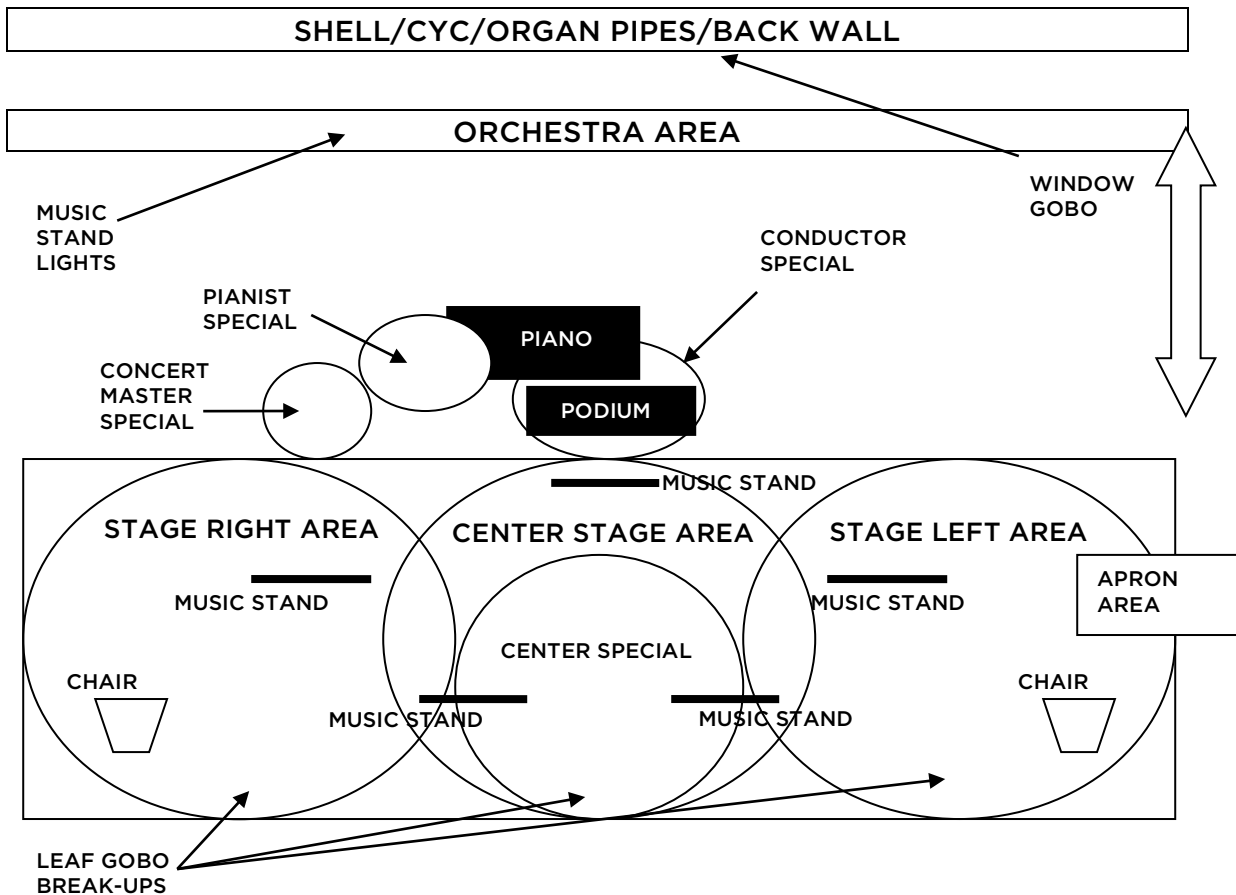 SHELL/CYC/ORGAN PIPES/BACK WALL
ORCHESTRA AREA
WINDOW
GOBO
MUSIC
STAND
LIGHTS
CONDUCTOR
SPECIAL
PIANIST
SPECIAL
PIANO
CONCERT
MASTER
SPECIAL
PODIUM
MUSIC STAND
STAGE RIGHT AREA
CENTER STAGE AREA
STAGE LEFT AREA
APRON
AREA
MUSIC STAND
MUSIC STAND
CENTER SPECIAL
CHAIR
CHAIR
MUSIC STAND
MUSIC STAND
LEAF GOBO
BREAK-UPS